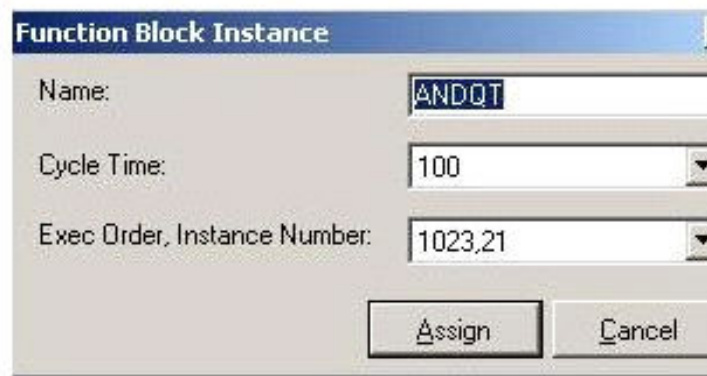 Function Block Instance
Name: ANDQT
Cycle Time: 100
Exec Order, Instance Number: 1023,21
Assign Cancel